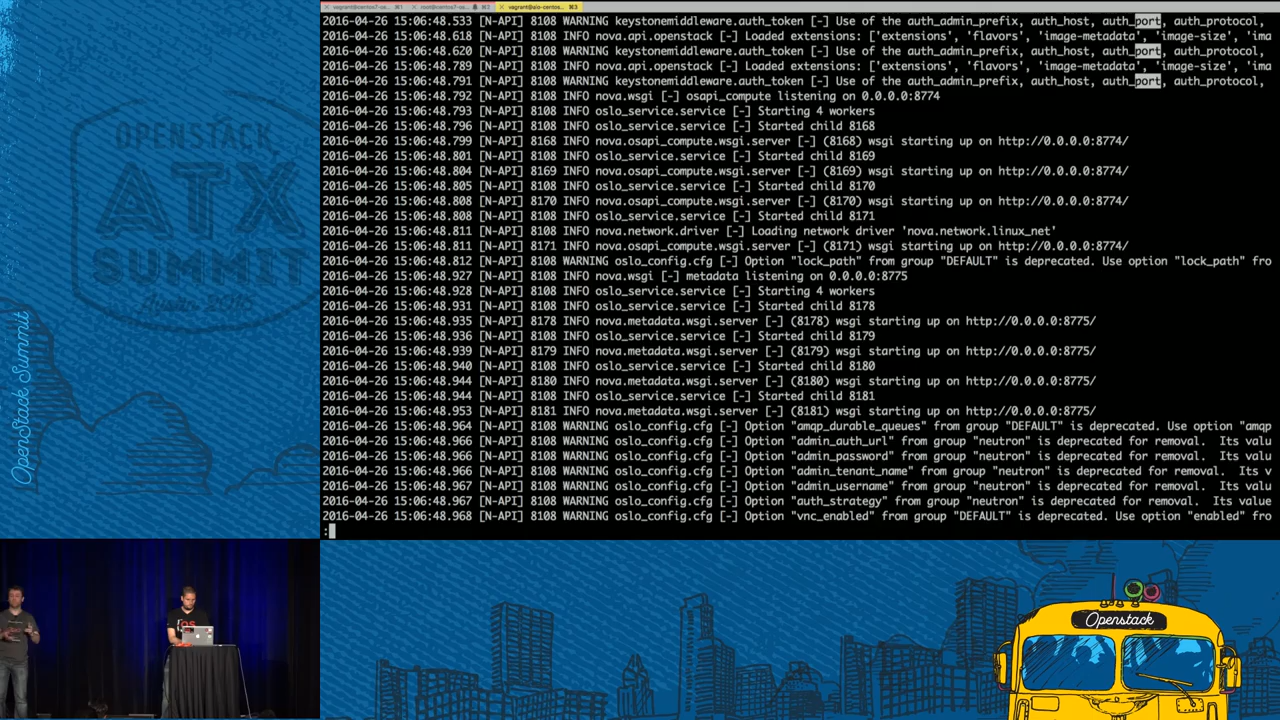 vagrant@centos7-os... ⌘1
root@centos7-os... ⌘2
vagrant@aio-centos... ⌘3
2016-04-26 15:06:48.533 [N-API] 8108 WARNING keystonemiddleware.auth_token [-] Use of the auth_admin_prefix, auth_host, auth_port, auth_protocol,
2016-04-26 15:06:48.618 [N-API] 8108 INFO nova.api.openstack [-] Loaded extensions: ['extensions', 'flavors', 'image-metadata', 'image-size', 'ima
2016-04-26 15:06:48.620 [N-API] 8108 WARNING keystonemiddleware.auth_token [-] Use of the auth_admin_prefix, auth_host, auth_port, auth_protocol,
2016-04-26 15:06:48.789 [N-API] 8108 INFO nova.api.openstack [-] Loaded extensions: ['extensions', 'flavors', 'image-metadata', 'image-size', 'ima
2016-04-26 15:06:48.791 [N-API] 8108 WARNING keystonemiddleware.auth_token [-] Use of the auth_admin_prefix, auth_host, auth_port, auth_protocol,
2016-04-26 15:06:48.792 [N-API] 8108 INFO nova.wsgi [-] osapi_compute listening on 0.0.0.0:8774
2016-04-26 15:06:48.793 [N-API] 8108 INFO oslo_service.service [-] Starting 4 workers
2016-04-26 15:06:48.796 [N-API] 8108 INFO oslo_service.service [-] Started child 8168
2016-04-26 15:06:48.799 [N-API] 8168 INFO nova.osapi_compute.wsgi.server [-] (8168) wsgi starting up on http://0.0.0.0:8774/
2016-04-26 15:06:48.801 [N-API] 8108 INFO oslo_service.service [-] Started child 8169
2016-04-26 15:06:48.804 [N-API] 8169 INFO nova.osapi_compute.wsgi.server [-] (8169) wsgi starting up on http://0.0.0.0:8774/
2016-04-26 15:06:48.805 [N-API] 8108 INFO oslo_service.service [-] Started child 8170
2016-04-26 15:06:48.808 [N-API] 8170 INFO nova.osapi_compute.wsgi.server [-] (8170) wsgi starting up on http://0.0.0.0:8774/
2016-04-26 15:06:48.808 [N-API] 8108 INFO oslo_service.service [-] Started child 8171
2016-04-26 15:06:48.811 [N-API] 8108 INFO nova.network.driver [-] Loading network driver 'nova.network.linux_net'
2016-04-26 15:06:48.811 [N-API] 8171 INFO nova.osapi_compute.wsgi.server [-] (8171) wsgi starting up on http://0.0.0.0:8774/
2016-04-26 15:06:48.812 [N-API] 8108 WARNING oslo_config.cfg [-] Option "lock_path" from group "DEFAULT" is deprecated. Use option "lock_path" fro
2016-04-26 15:06:48.927 [N-API] 8108 INFO nova.wsgi [-] metadata listening on 0.0.0.0:8775
2016-04-26 15:06:48.928 [N-API] 8108 INFO oslo_service.service [-] Starting 4 workers
2016-04-26 15:06:48.931 [N-API] 8108 INFO oslo_service.service [-] Started child 8178
2016-04-26 15:06:48.935 [N-API] 8178 INFO nova.metadata.wsgi.server [-] (8178) wsgi starting up on http://0.0.0.0:8775/
2016-04-26 15:06:48.936 [N-API] 8108 INFO oslo_service.service [-] Started child 8179
2016-04-26 15:06:48.939 [N-API] 8179 INFO nova.metadata.wsgi.server [-] (8179) wsgi starting up on http://0.0.0.0:8775/
2016-04-26 15:06:48.940 [N-API] 8108 INFO oslo_service.service [-] Started child 8180
2016-04-26 15:06:48.944 [N-API] 8180 INFO nova.metadata.wsgi.server [-] (8180) wsgi starting up on http://0.0.0.0:8775/
2016-04-26 15:06:48.944 [N-API] 8108 INFO oslo_service.service [-] Started child 8181
2016-04-26 15:06:48.953 [N-API] 8181 INFO nova.metadata.wsgi.server [-] (8181) wsgi starting up on http://0.0.0.0:8775/
2016-04-26 15:06:48.964 [N-API] 8108 WARNING oslo_config.cfg [-] Option "amqp_durable_queues" from group "DEFAULT" is deprecated. Use option "amqp
2016-04-26 15:06:48.966 [N-API] 8108 WARNING oslo_config.cfg [-] Option "admin_auth_url" from group "neutron" is deprecated for removal.  Its valu
2016-04-26 15:06:48.966 [N-API] 8108 WARNING oslo_config.cfg [-] Option "admin_password" from group "neutron" is deprecated for removal.  Its valu
2016-04-26 15:06:48.966 [N-API] 8108 WARNING oslo_config.cfg [-] Option "admin_tenant_name" from group "neutron" is deprecated for removal.  Its v
2016-04-26 15:06:48.967 [N-API] 8108 WARNING oslo_config.cfg [-] Option "admin_username" from group "neutron" is deprecated for removal.  Its valu
2016-04-26 15:06:48.967 [N-API] 8108 WARNING oslo_config.cfg [-] Option "auth_strategy" from group "neutron" is deprecated for removal.  Its value
2016-04-26 15:06:48.968 [N-API] 8108 WARNING oslo_config.cfg [-] Option "vnc_enabled" from group "DEFAULT" is deprecated. Use option "enabled" fro
:
OPENSTACK
ATX
SUMMIT
Austin 2016
OpenStack Summit
Openstack